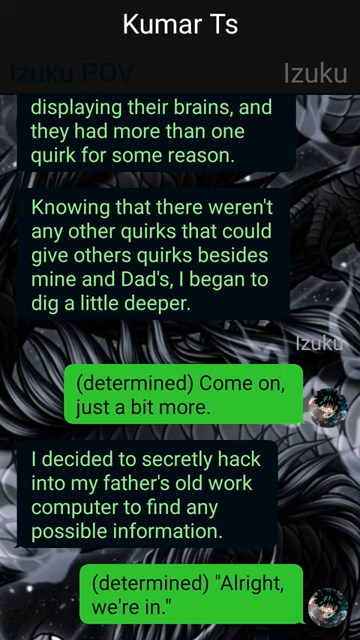 Kumar Ts
Izuku POV
Izuku
displaying their brains, and
they had more than one
quirk for some reason.
Knowing that there weren't
any other quirks that could
give others quirks besides
mine and Dad's, I began to
dig a little deeper.
Izuku
(determined) Come on,
just a bit more.
I decided to secretly hack
into my father's old work
computer to find any
possible information.
(determined) "Alright,
we're in."